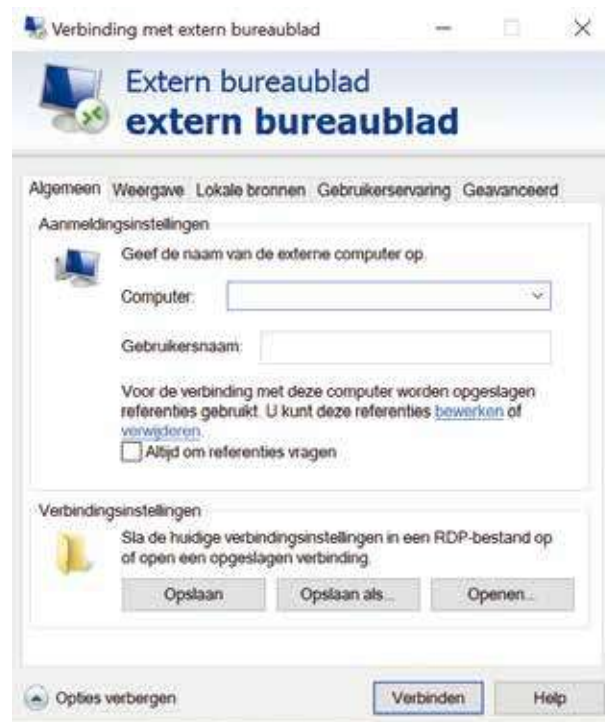 Verbinding met extern bureaublad
Extern bureaublad
extern bureaublad
Algemeen Weergave Lokale bronnen Gebruikerservaring Geavanceerd
Aanmeldingsinstellingen
Geef de naam van de externe computer op.
Computer:
Gebruikersnaam:
Voor de verbinding met deze computer worden opgeslagen
referenties gebruikt. U kunt deze referenties bewerken of
verwijderen.
Altijd om referenties vragen
Verbindingsinstellingen
Sla de huidige verbindingsinstellingen in een RDP-bestand op
of open een opgeslagen verbinding.
Opslaan Opslaan als... Openen...
Opties verbergen Verbinden Help